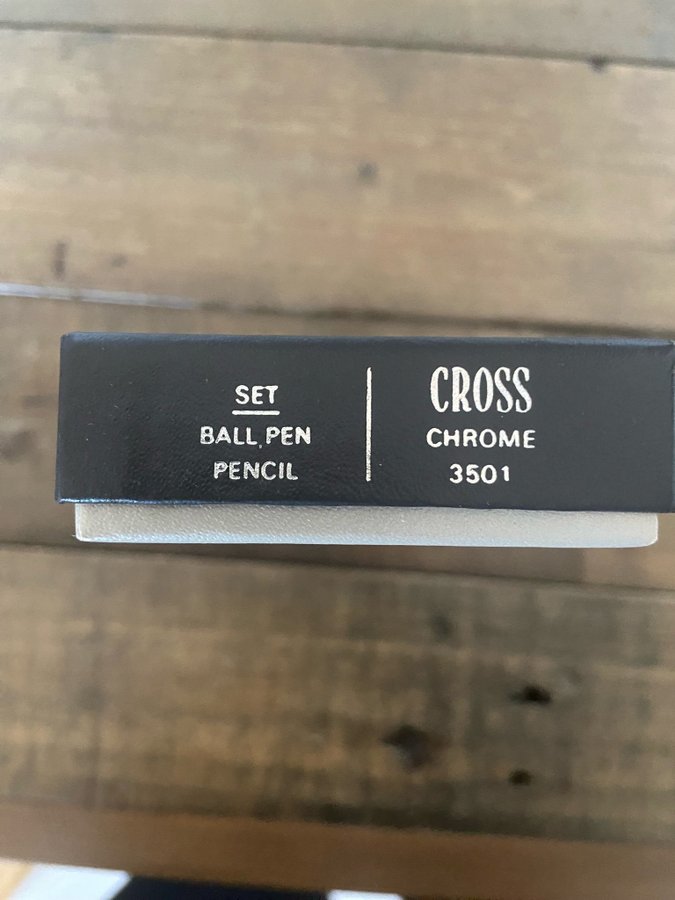 SET
BALL PEN
PENCIL
CROSS
CHROME
3501